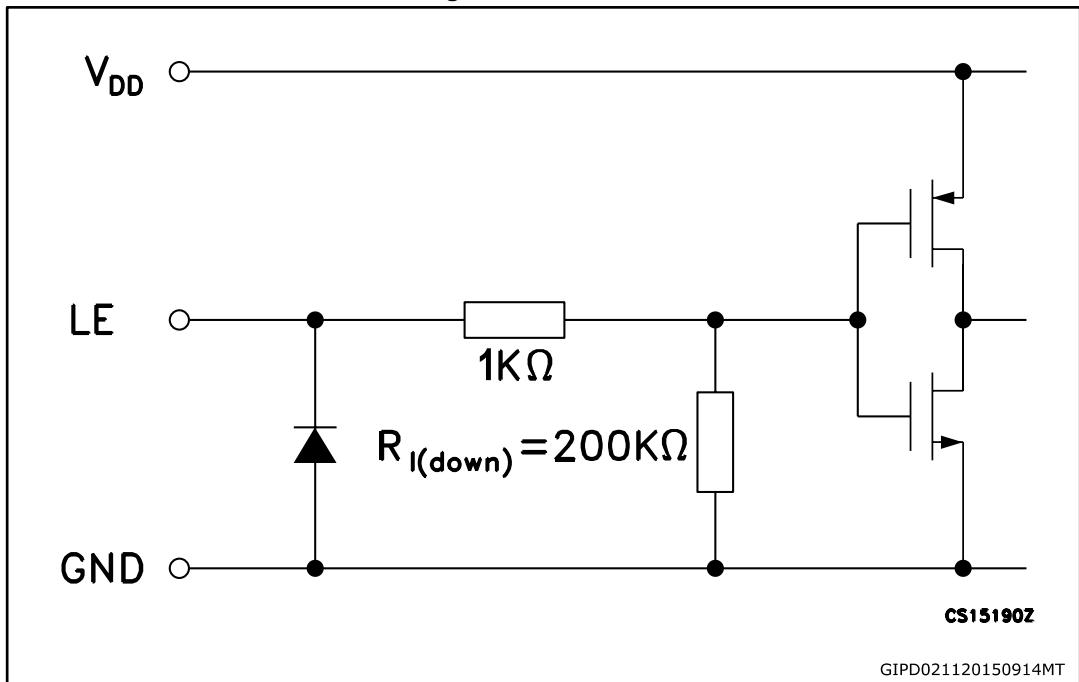 VDD
LE
1KΩ
RI(down)=200KΩ
GND
CS15190Z
GIPD021120150914MT